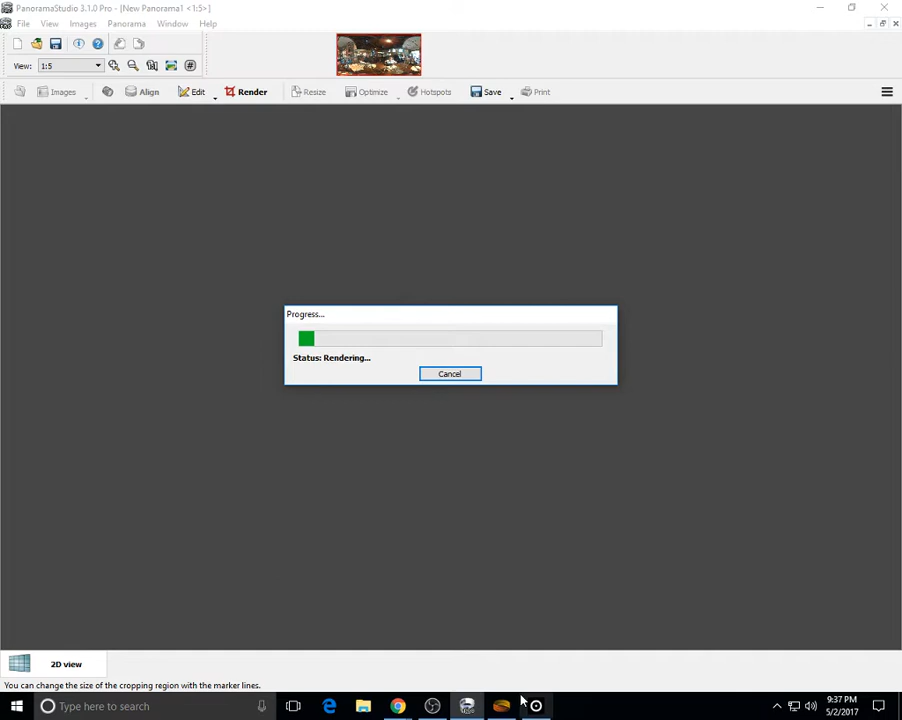 PanoramaStudio 3.1.0 Pro - [New Panorama1 <1:5>]
File View Images Panorama Window Help
View: 1:5
Images Align Edit Render Resize Optimize Hotspots Save Print
Progress...
Status: Rendering...
Cancel
2D view
You can change the size of the cropping region with the marker lines.
Type here to search
9:37 PM
5/2/2017